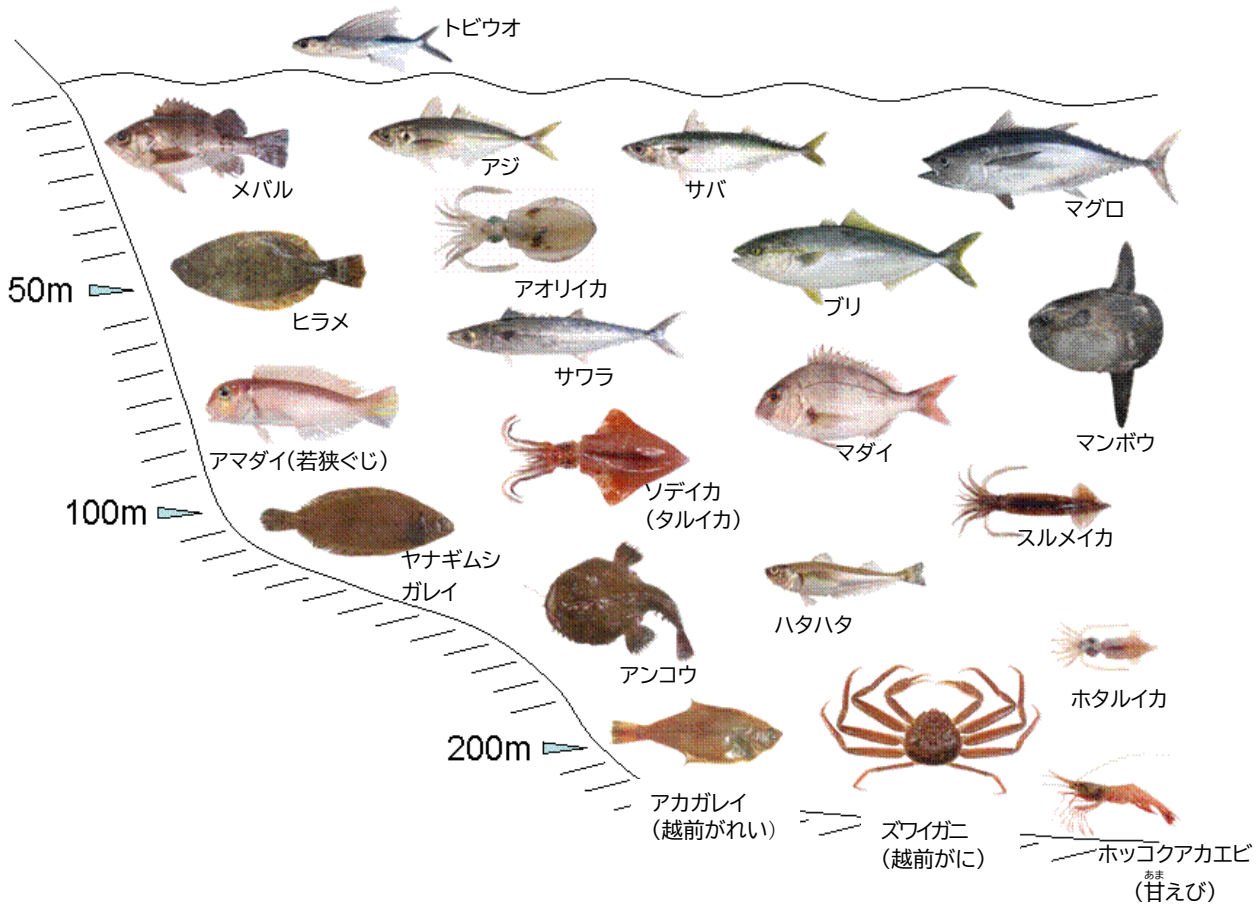 トビウオ
メバル
アジ
サバ
マグロ
50m
ヒラメ
アオリイカ
ブリ
サワラ
アマダイ(若狭ぐじ)
マダイ
マンボウ
100m
ソデイカ
(タルイカ)
スルメイカ
ヤナギムシ
ガレイ
ハタハタ
アンコウ
ホタルイカ
200m
アカガレイ
(越前がれい)
ズワイガニ
(越前がに)
ホッコクアカエビ
あま
(甘えび)